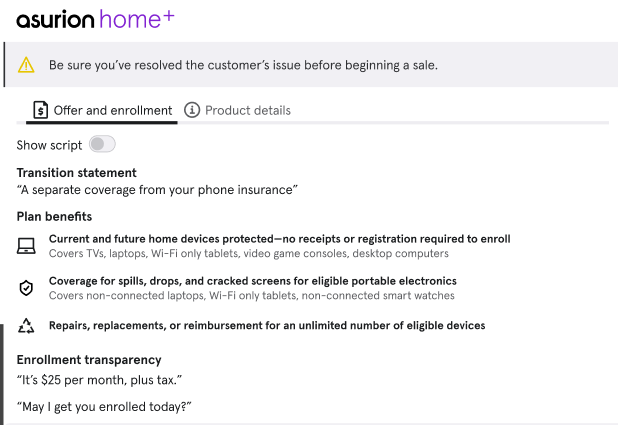 asurion home+
Be sure you've resolved the customer's issue before beginning a sale.
Offer and enrollment
Product details
Show script
Transition statement
“A separate coverage from your phone insurance”
Plan benefits
Current and future home devices protected—no receipts or registration required to enroll
Covers TVs, laptops, Wi-Fi only tablets, video game consoles, desktop computers
Coverage for spills, drops, and cracked screens for eligible portable electronics
Covers non-connected laptops, Wi-Fi only tablets, non-connected smart watches
Repairs, replacements, or reimbursement for an unlimited number of eligible devices
Enrollment transparency
“It's $25 per month, plus tax.”
“May I get you enrolled today?”